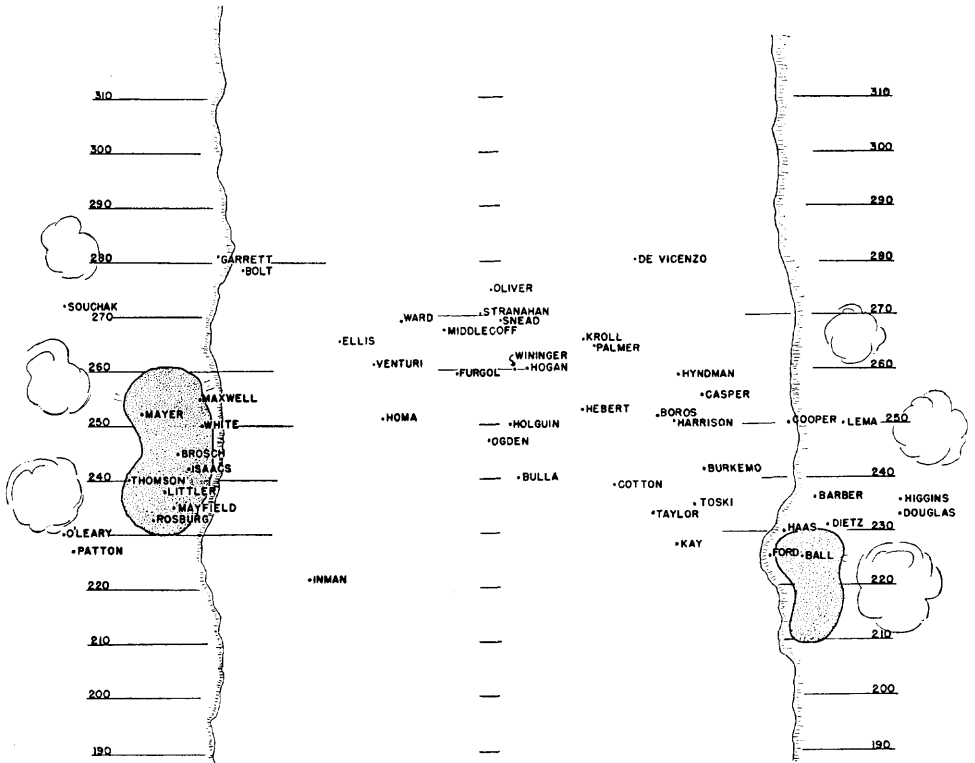 310 310
300 300
290 290
280 GARRETT DE VICENZO 280
BOLT
OLIVER
SOUCHAK
270 WARD STRANAHAN 270
SNEAD
MIDDLECOFF
ELLIS KROLL
PALMER
WININGER
VENTURI HOGAN 260
260 FURGOL HYNDMAN
MAXWELL CASPER
MAYER HEBERT BOROS
HOMA HARRISON COOPER LEMA 250
250 WHITE HOLGUIN
OGDEN
BROSCH
ISAACS BURKEMO
240 THOMSON BULLA COTTON 240
LITTLER BARBER HIGGINS
MAYFIELD TOSKI
ROSBURG TAYLOR DOUGLAS
O'LEARY HAAS DIETZ 230
PATTON KAY
FORD BALL
220 INMAN 220
210 210
200 200
190 190